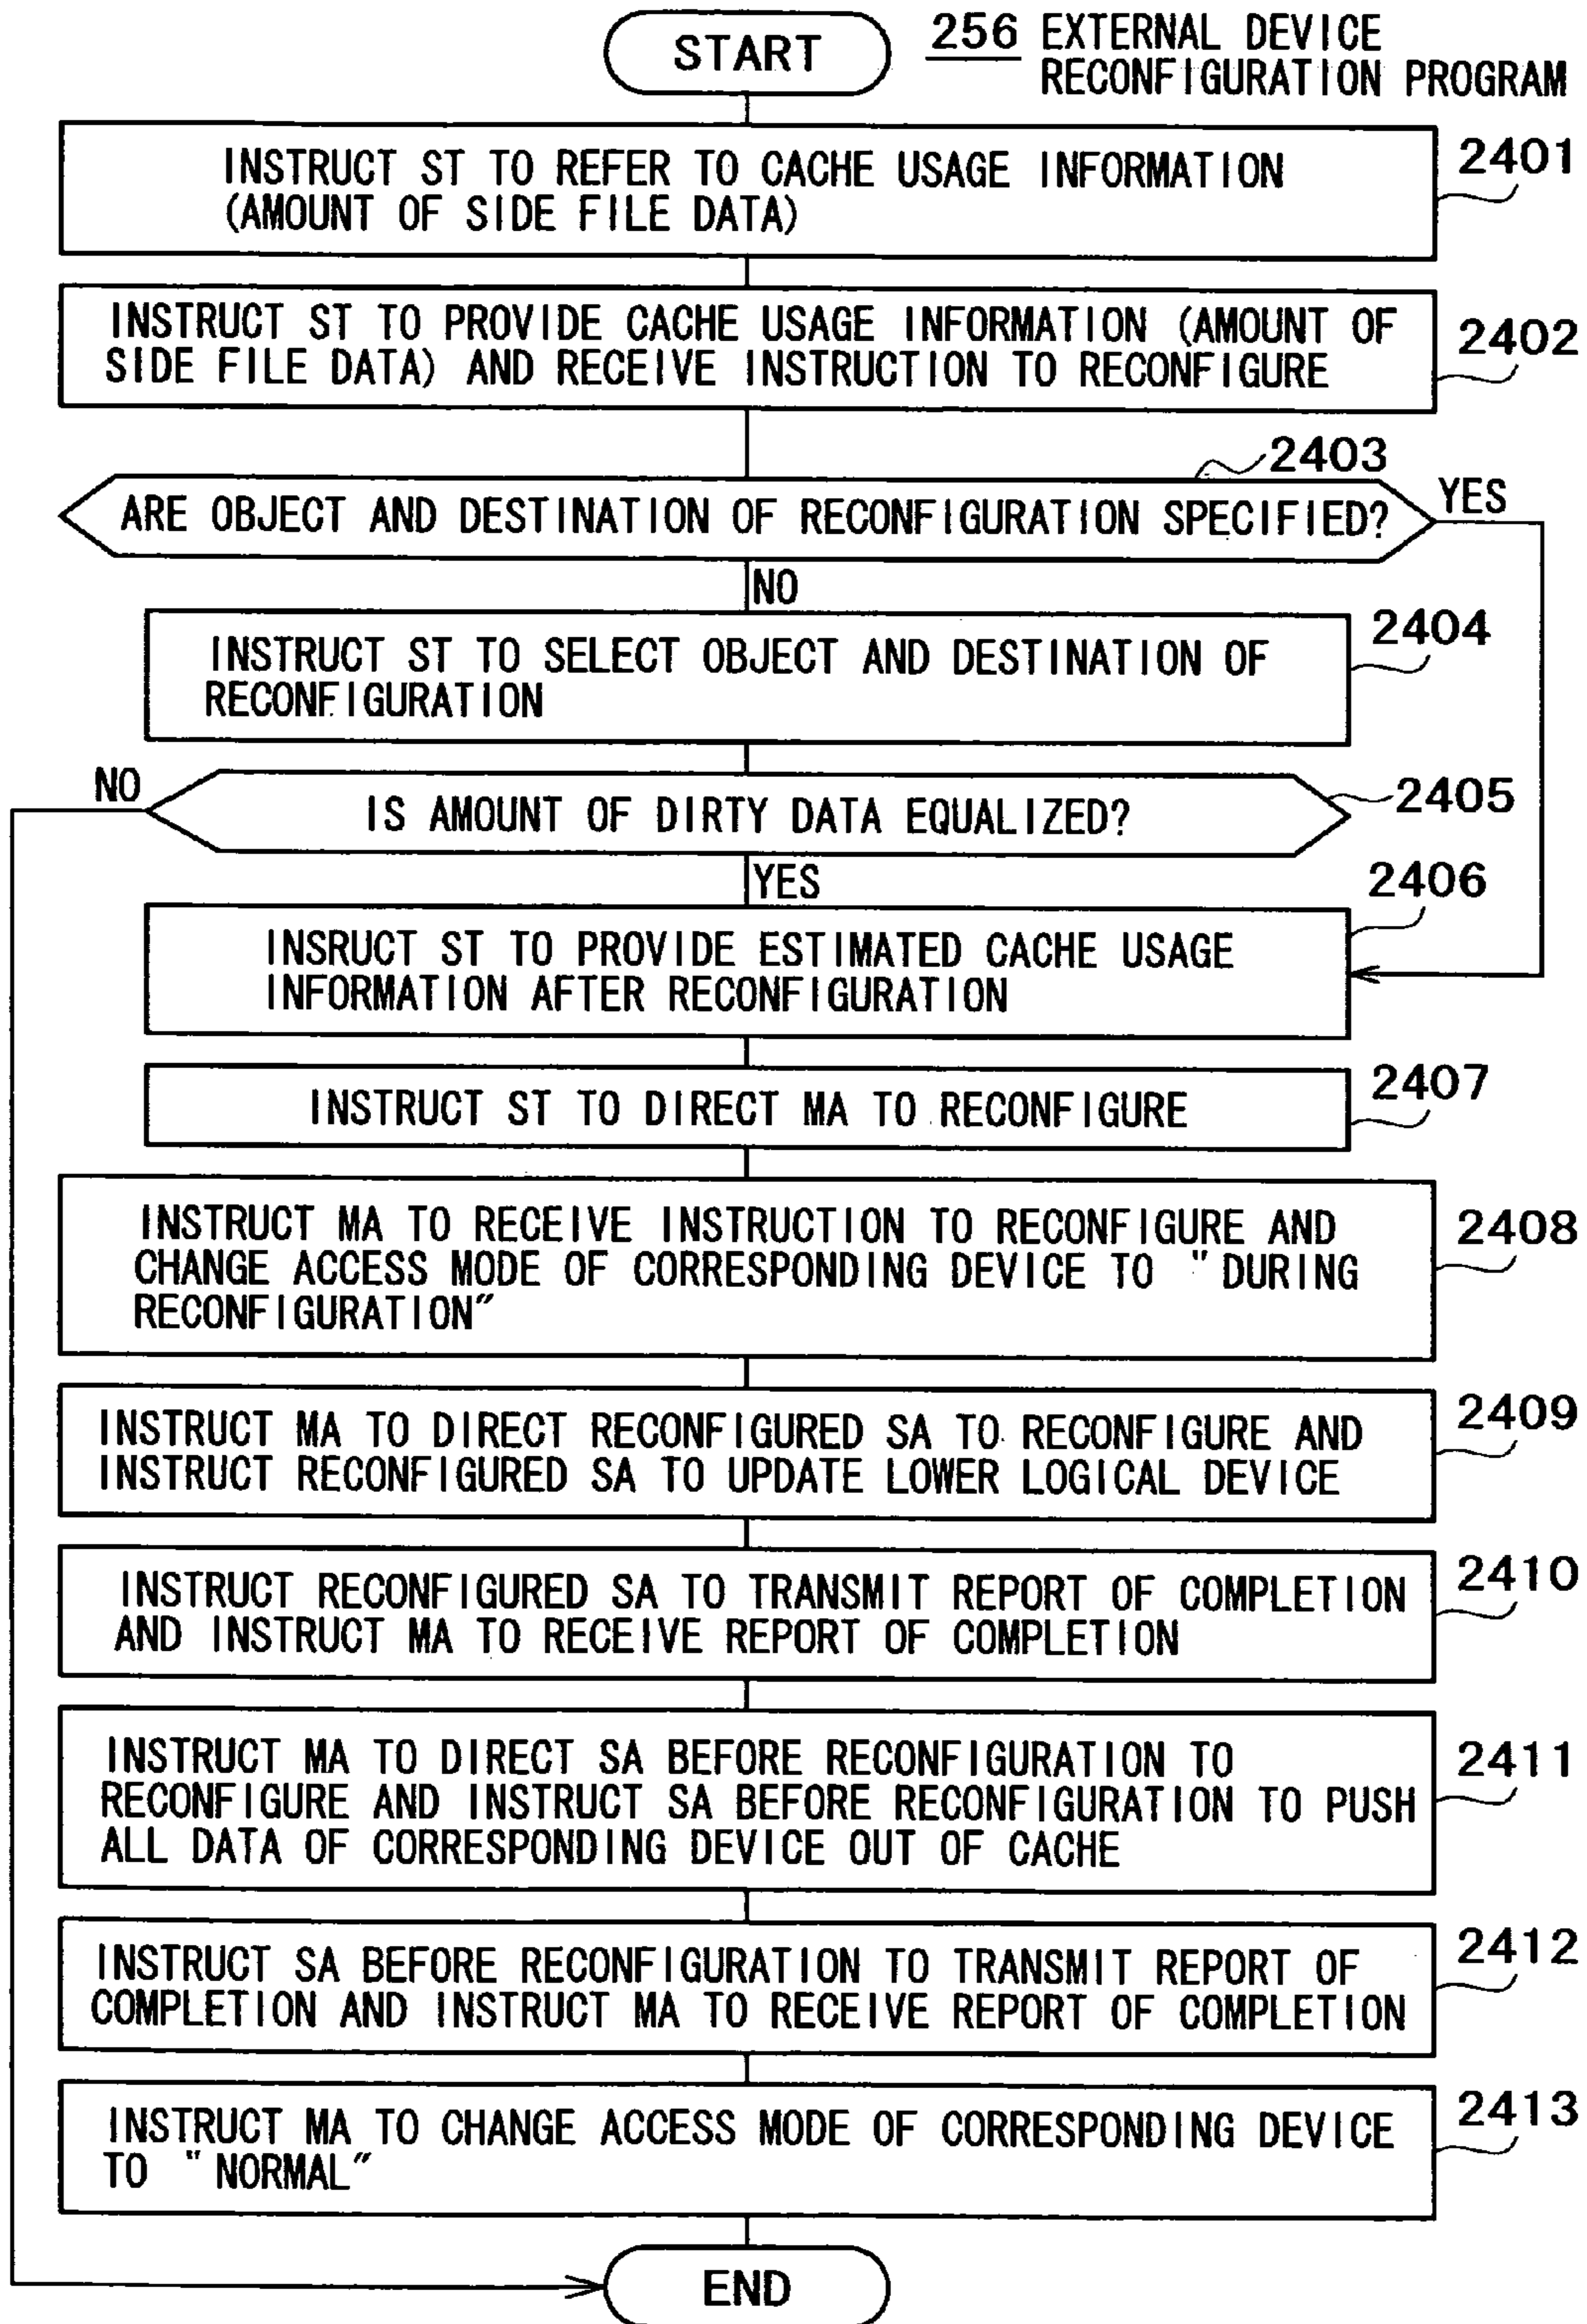 START
256 EXTERNAL DEVICE
RECONFIGURATION PROGRAM
INSTRUCT ST TO REFER TO CACHE USAGE INFORMATION
(AMOUNT OF SIDE FILE DATA)
2401
INSTRUCT ST TO PROVIDE CACHE USAGE INFORMATION (AMOUNT OF
SIDE FILE DATA) AND RECEIVE INSTRUCTION TO RECONFIGURE
2402
2403
ARE OBJECT AND DESTINATION OF RECONFIGURATION SPECIFIED?
YES
NO
INSTRUCT ST TO SELECT OBJECT AND DESTINATION OF
RECONFIGURATION
2404
NO
IS AMOUNT OF DIRTY DATA EQUALIZED?
2405
YES
INSRUCT ST TO PROVIDE ESTIMATED CACHE USAGE
INFORMATION AFTER RECONFIGURATION
2406
INSTRUCT ST TO DIRECT MA TO RECONFIGURE
2407
INSTRUCT MA TO RECEIVE INSTRUCTION TO RECONFIGURE AND
CHANGE ACCESS MODE OF CORRESPONDING DEVICE TO "DURING
RECONFIGURATION"
2408
INSTRUCT MA TO DIRECT RECONFIGURED SA TO RECONFIGURE AND
INSTRUCT RECONFIGURED SA TO UPDATE LOWER LOGICAL DEVICE
2409
INSTRUCT RECONFIGURED SA TO TRANSMIT REPORT OF COMPLETION
AND INSTRUCT MA TO RECEIVE REPORT OF COMPLETION
2410
INSTRUCT MA TO DIRECT SA BEFORE RECONFIGURATION TO
RECONFIGURE AND INSTRUCT SA BEFORE RECONFIGURATION TO PUSH
ALL DATA OF CORRESPONDING DEVICE OUT OF CACHE
2411
INSTRUCT SA BEFORE RECONFIGURATION TO TRANSMIT REPORT OF
COMPLETION AND INSTRUCT MA TO RECEIVE REPORT OF COMPLETION
2412
INSTRUCT MA TO CHANGE ACCESS MODE OF CORRESPONDING DEVICE
TO "NORMAL"
2413
END